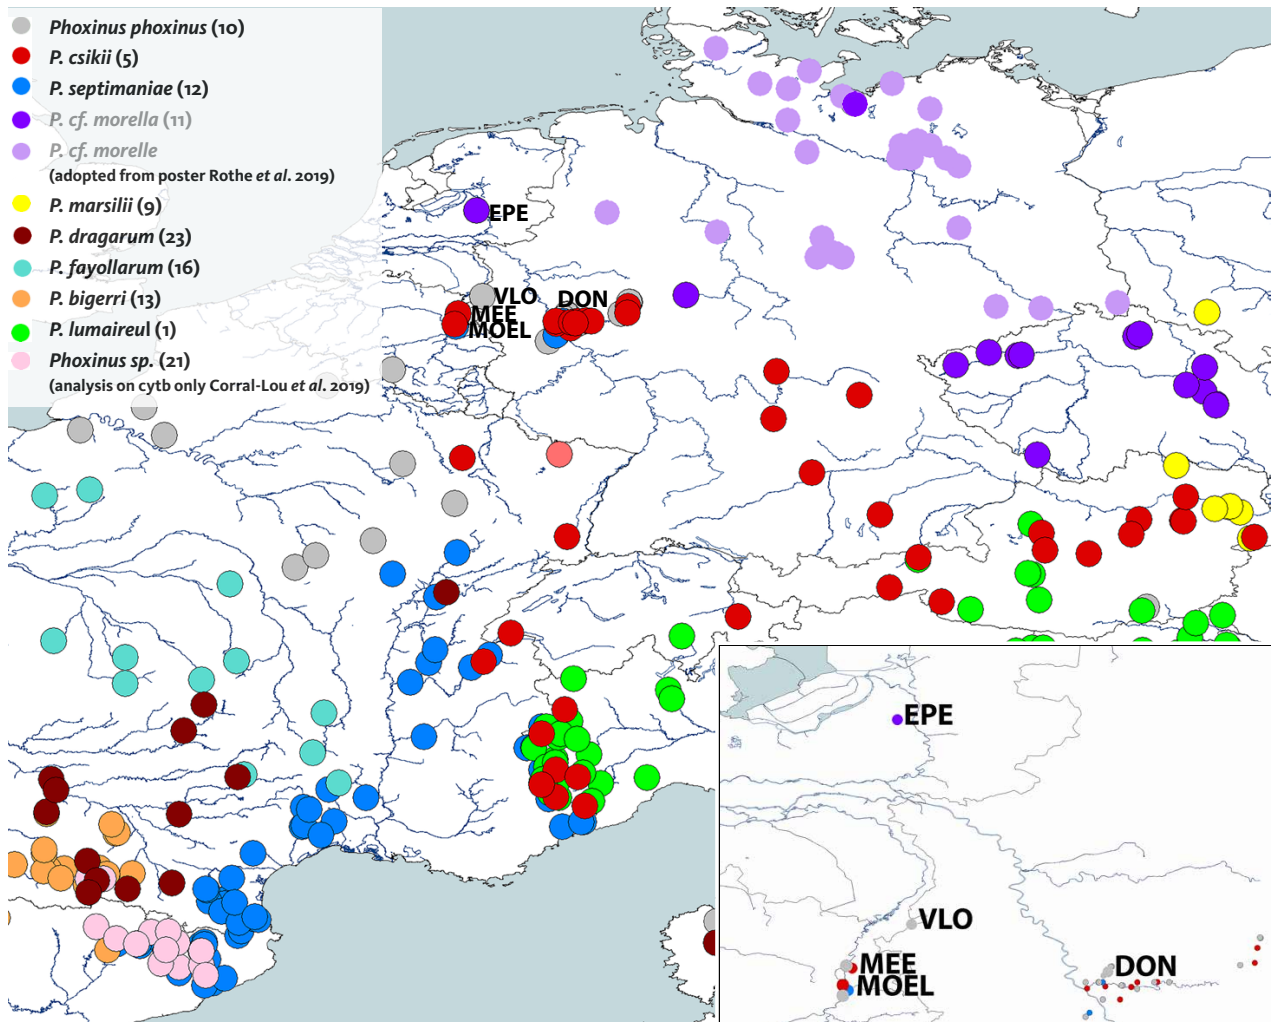 Phoxinus phoxinus (10)
P. csikii (5)
P. septimaniae (12)
P. cf. morella (11)
P. cf. morelle
(adopted from poster Rothe et al. 2019)
P. marsilii (9)
P. dragarum (23)
P. fayollarum (16)
P. bigerri (13)
P. lumaireul (1)
Phoxinus sp. (21)
(analysis on cytb only Corral-Lou et al. 2019)
EPE
VLO
DON
MEE
MOEL
EPE
VLO
MEE
DON
MOEL